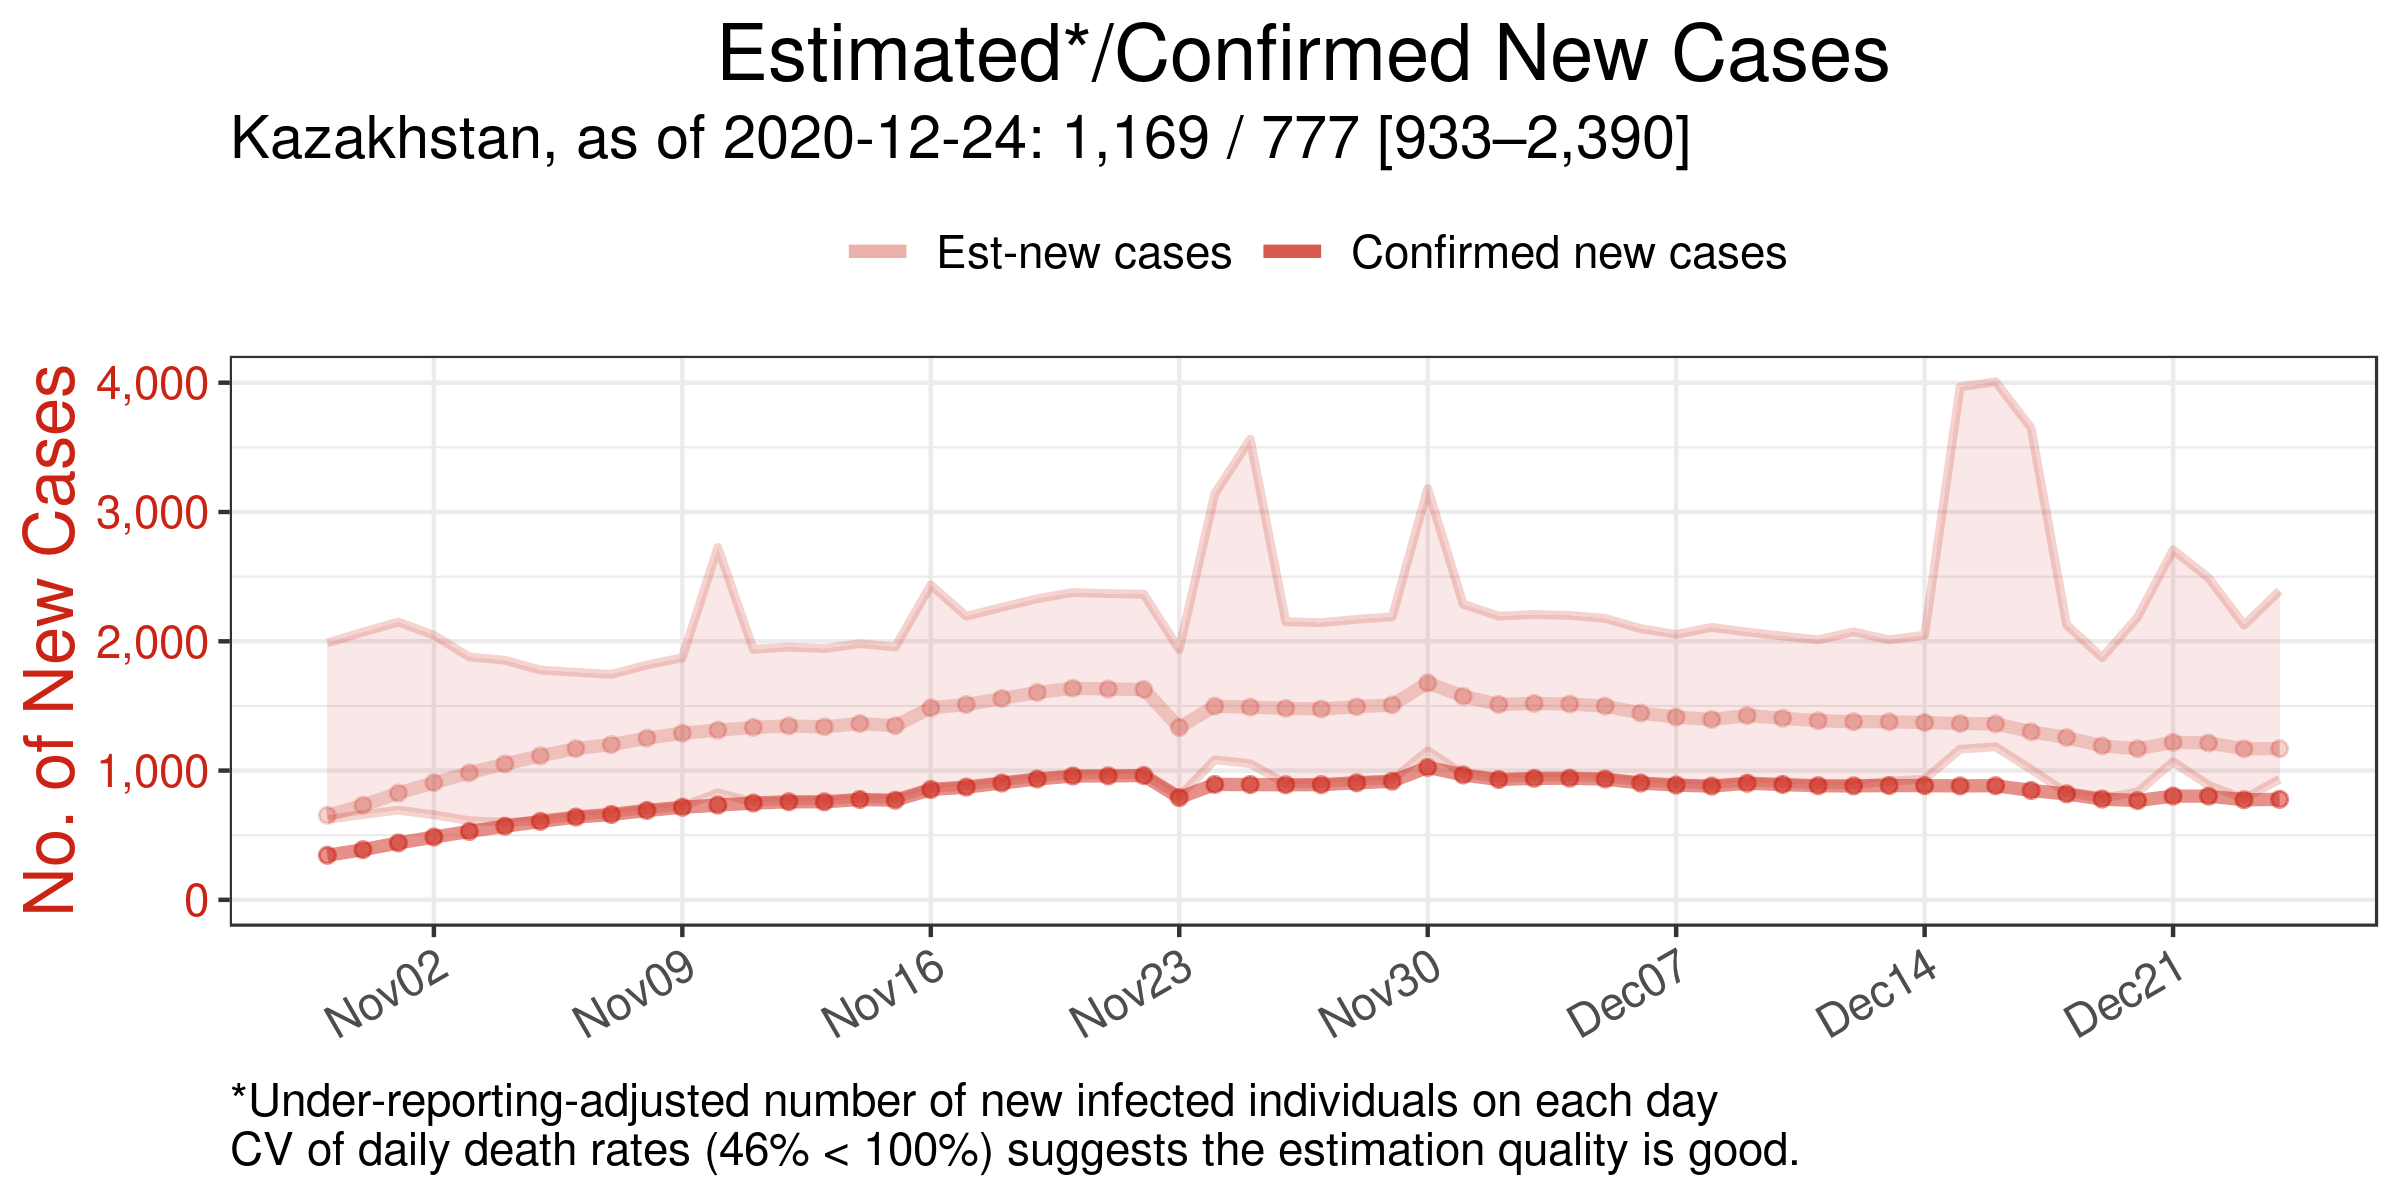 Estimated*/Confirmed New Cases
Kazakhstan, as of 2020-12-24: 1,169 / 777 [933–2,390]
Est-new cases
Confirmed new cases
No. of New Cases
4,000
3,000
2,000
1,000
0
Nov02
Nov09
Nov16
Nov23
Nov30
Dec07
Dec14
Dec21
*Under-reporting-adjusted number of new infected individuals on each day
CV of daily death rates (46% < 100%) suggests the estimation quality is good.